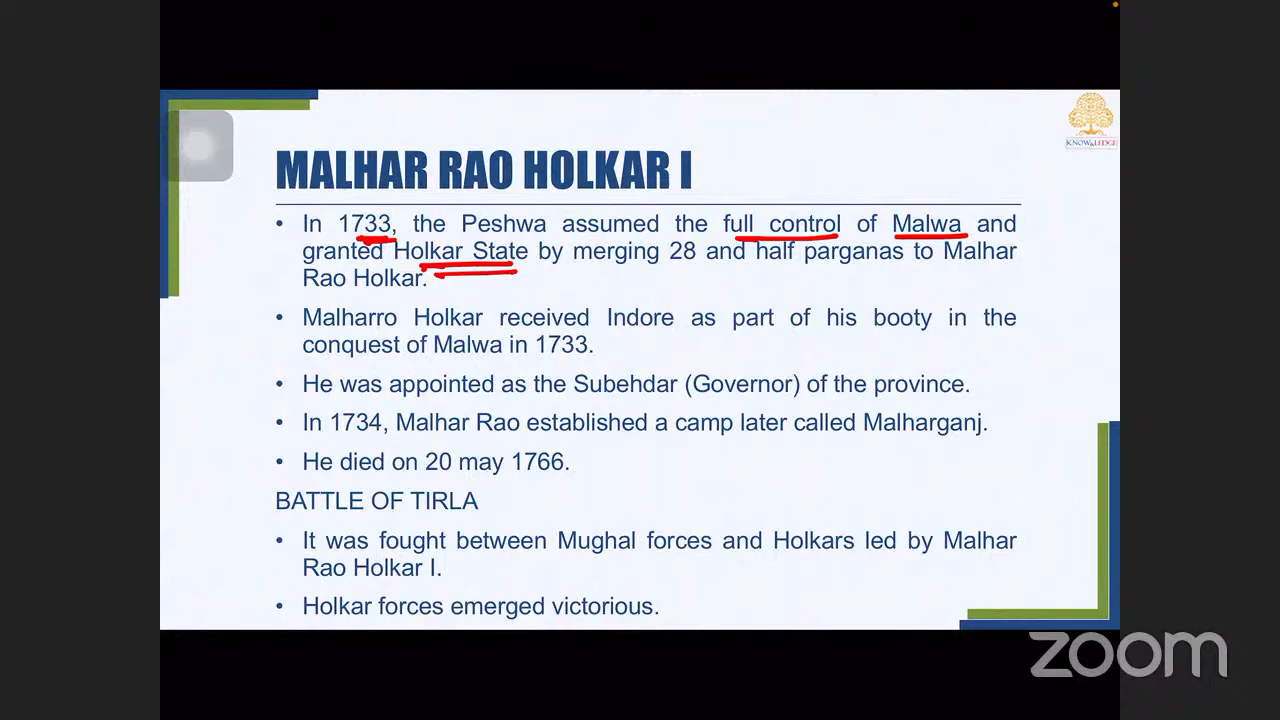 KNOW&LEDGE
MALHAR RAO HOLKAR I
• In 1733, the Peshwa assumed the full control of Malwa and
granted Holkar State by merging 28 and half parganas to Malhar
Rao Holkar.
• Malharro Holkar received Indore as part of his booty in the
conquest of Malwa in 1733.
• He was appointed as the Subehdar (Governor) of the province.
• In 1734, Malhar Rao established a camp later called Malharganj.
• He died on 20 may 1766.
BATTLE OF TIRLA
• It was fought between Mughal forces and Holkars led by Malhar
Rao Holkar I.
• Holkar forces emerged victorious.
zoom